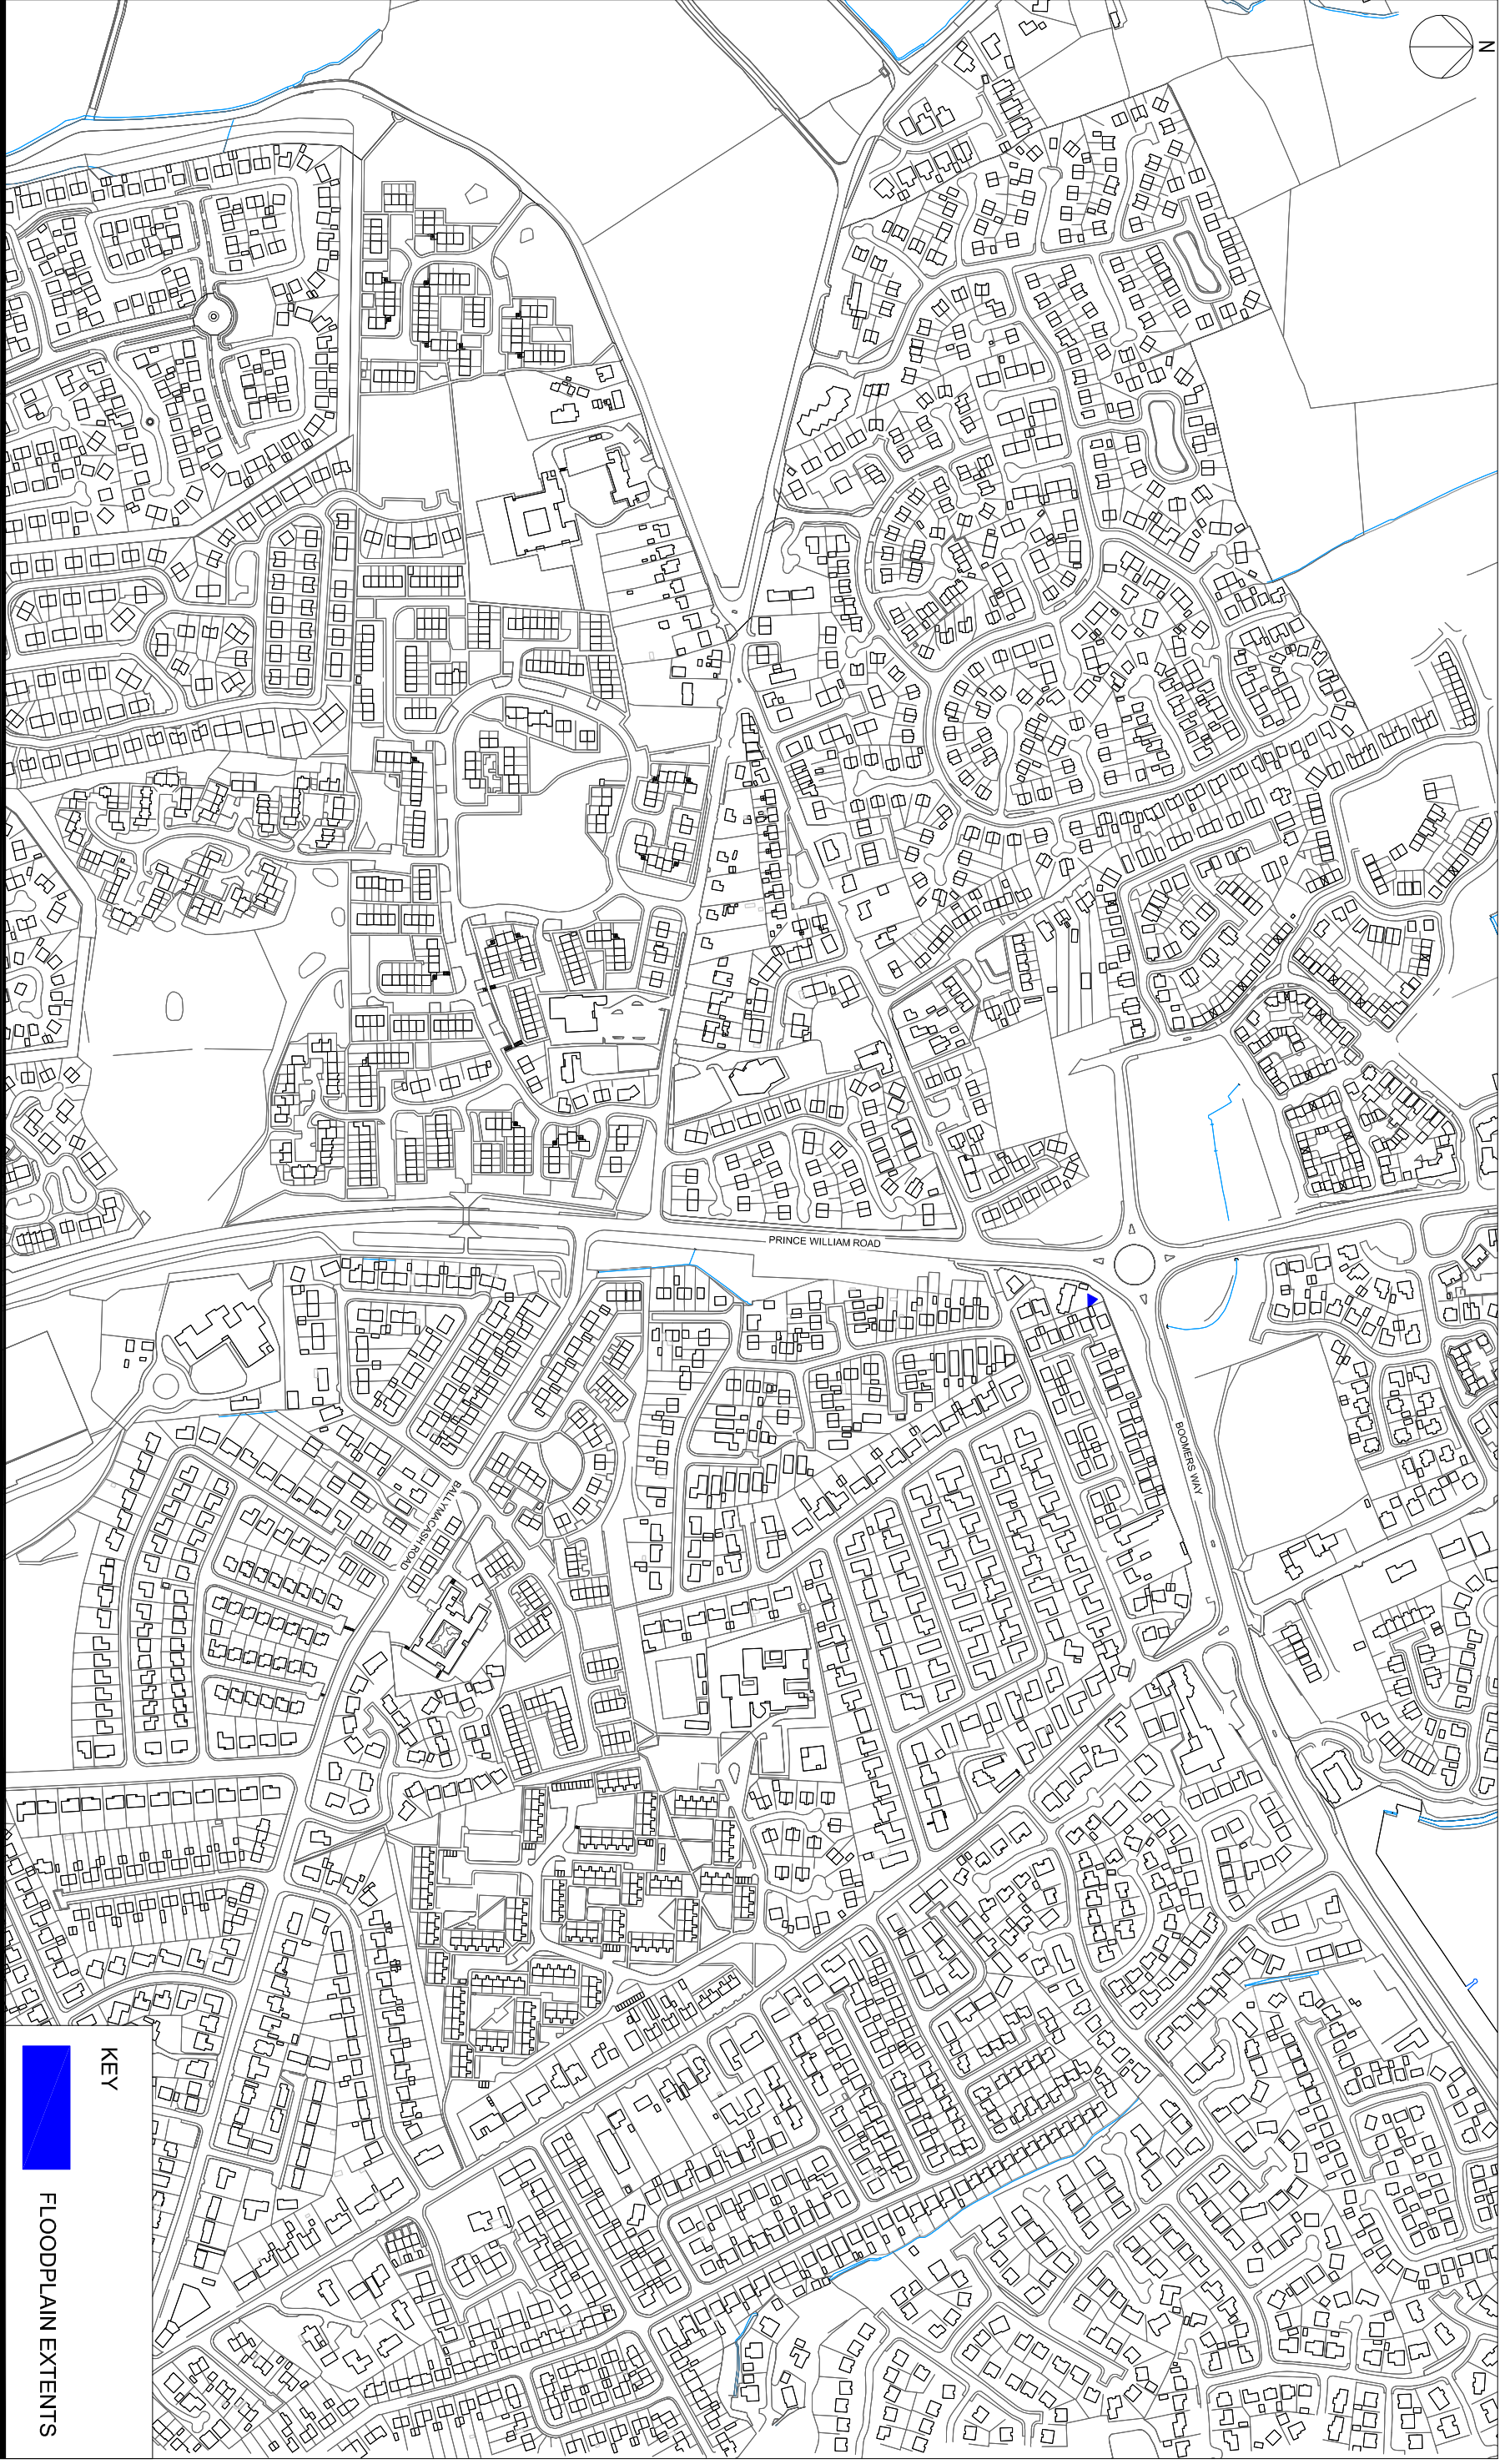 N
PRINCE WILLIAM ROAD
BOOMERS WAY
BALLYMACASH ROAD
KEY
FLOODPLAIN EXTENTS